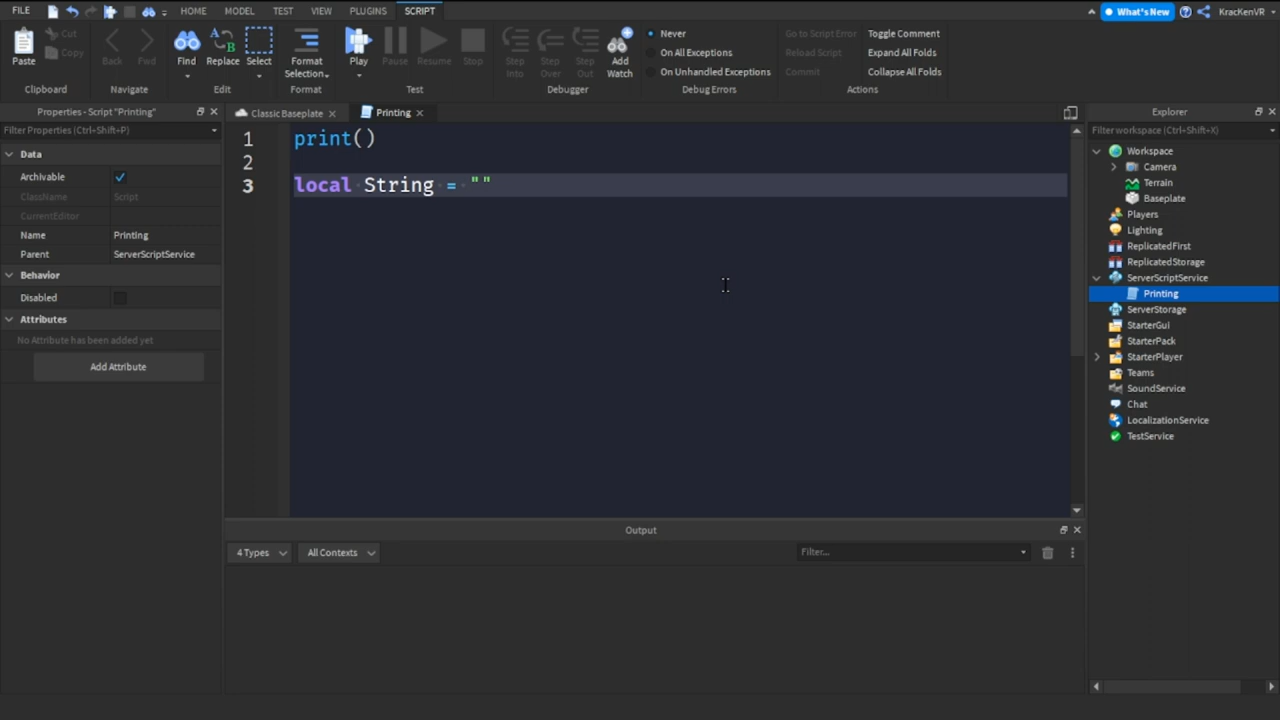 FILE HOME MODEL TEST VIEW PLUGINS SCRIPT What's New KracKenVR
Paste Cut Copy Back Fwd Find Replace Select Format Selection Play Pause Resume Stop Step Into Step Over Step Out Add Watch
Never
On All Exceptions
On Unhandled Exceptions
Go to Script Error
Reload Script
Commit
Toggle Comment
Expand All Folds
Collapse All Folds
Clipboard Navigate Edit Format Test Debugger Debug Errors Actions
Properties - Script "Printing"
Filter Properties (Ctrl+Shift+P)
Data
Archivable
ClassName Script
CurrentEditor
Name Printing
Parent ServerScriptService
Behavior
Disabled
Attributes
No Attribute has been added yet
Add Attribute
Classic Baseplate Printing
1 print()
2
3 local String = ""
Output
4 Types All Contexts Filter...
Explorer
Filter workspace (Ctrl+Shift+X)
Workspace
Camera
Terrain
Baseplate
Players
Lighting
ReplicatedFirst
ReplicatedStorage
ServerScriptService
Printing
ServerStorage
StarterGui
StarterPack
StarterPlayer
Teams
SoundService
Chat
LocalizationService
TestService